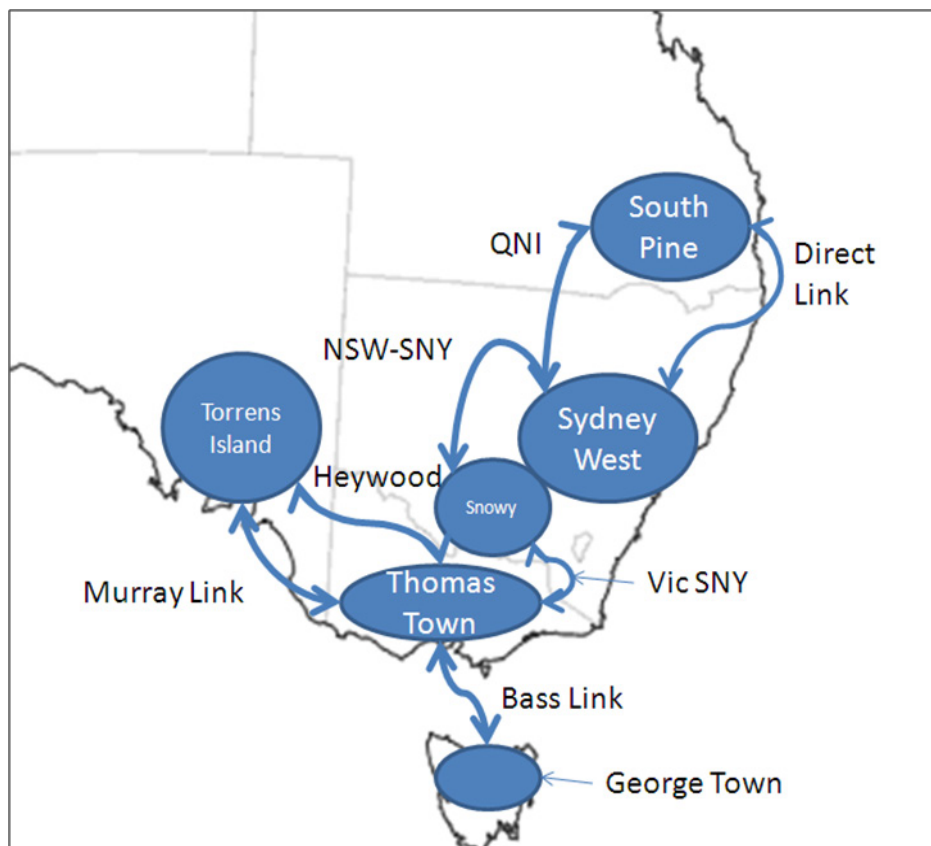 South
Pine
QNI
Direct
Link
NSW-SNY
Torrens
Island
Sydney
West
Heywood
Snowy
Murray Link
Thomas
Town
Vic SNY
Bass Link
George Town